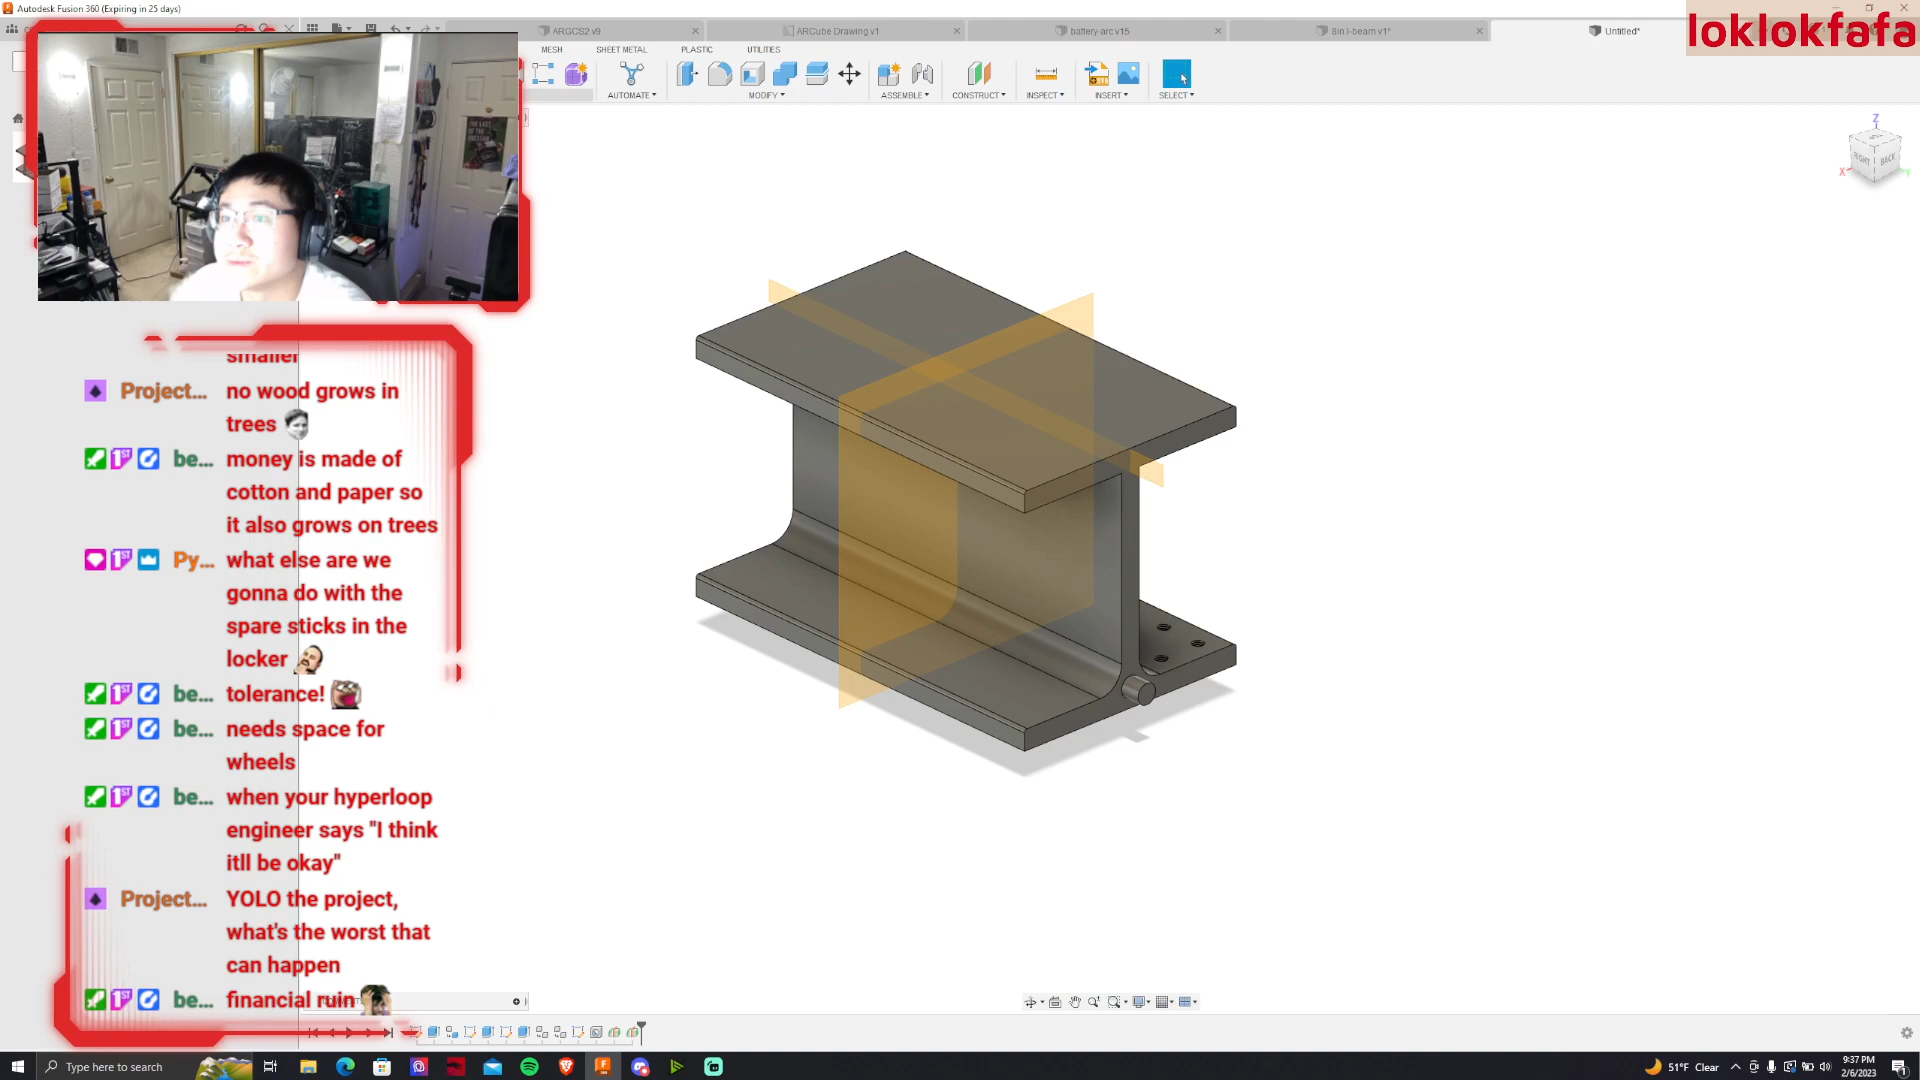 Autodesk Fusion 360 (Expiring in 25 days)
ARGCS2 v9
ARCube Drawing v1
battery-arc v15
8in I-beam v1*
Untitled*
loklokfafa
MESH
SHEET METAL
PLASTIC
UTILITIES
AUTOMATE
MODIFY
ASSEMBLE
CONSTRUCT
INSPECT
INSERT
SELECT
Z
RIGHT
BACK
X
smaller
Project... no wood grows in
trees
be... money is made of
cotton and paper so
it also grows on trees
Py... what else are we
gonna do with the
spare sticks in the
locker
be... tolerance!
be... needs space for
wheels
be... when your hyperloop
engineer says "I think
itll be okay"
Project... YOLO the project,
what's the worst that
can happen
be... financial ruin
Type here to search
51°F Clear
9:37 PM
2/6/2023